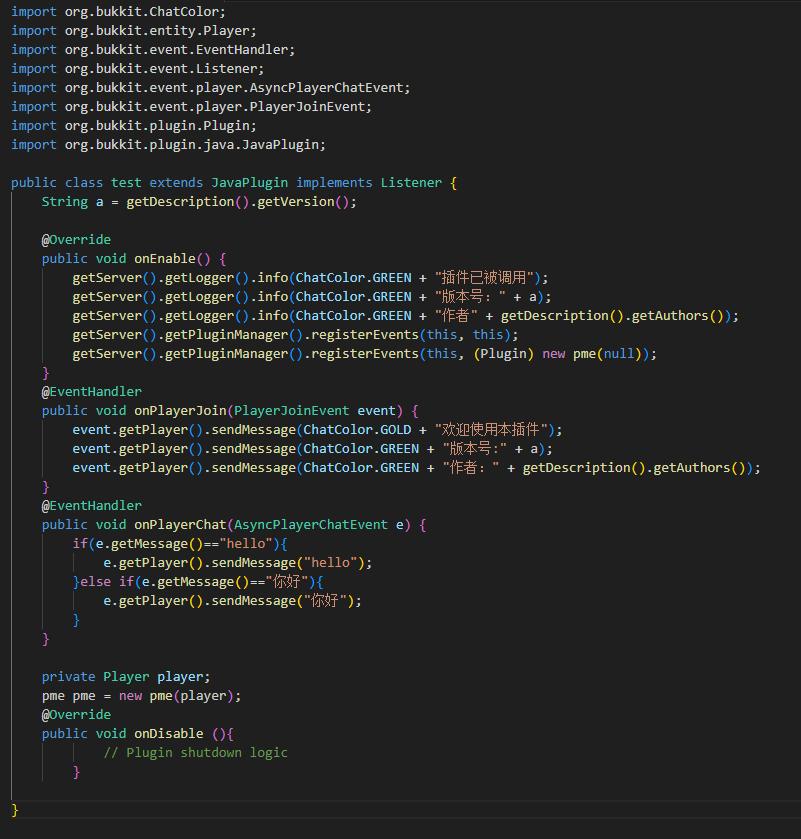 import org.bukkit.ChatColor;
import org.bukkit.entity.Player;
import org.bukkit.event.EventHandler;
import org.bukkit.event.Listener;
import org.bukkit.event.player.AsyncPlayerChatEvent;
import org.bukkit.event.player.PlayerJoinEvent;
import org.bukkit.plugin.Plugin;
import org.bukkit.plugin.java.JavaPlugin;

public class test extends JavaPlugin implements Listener {
    String a = getDescription().getVersion();

    @Override
    public void onEnable() {
        getServer().getLogger().info(ChatColor.GREEN + "插件已被调用");
        getServer().getLogger().info(ChatColor.GREEN + "版本号：" + a);
        getServer().getLogger().info(ChatColor.GREEN + "作者" + getDescription().getAuthors());
        getServer().getPluginManager().registerEvents(this, this);
        getServer().getPluginManager().registerEvents(this, (Plugin) new pme(null));
    }
    @EventHandler
    public void onPlayerJoin(PlayerJoinEvent event) {
        event.getPlayer().sendMessage(ChatColor.GOLD + "欢迎使用本插件");
        event.getPlayer().sendMessage(ChatColor.GREEN + "版本号:" + a);
        event.getPlayer().sendMessage(ChatColor.GREEN + "作者：" + getDescription().getAuthors());
    }
    @EventHandler
    public void onPlayerChat(AsyncPlayerChatEvent e) {
        if(e.getMessage()=="hello"){
            e.getPlayer().sendMessage("hello");
        }else if(e.getMessage()=="你好"){
            e.getPlayer().sendMessage("你好");
        }
    }

    private Player player;
    pme pme = new pme(player);
    @Override
    public void onDisable (){
            // Plugin shutdown logic
        }

}